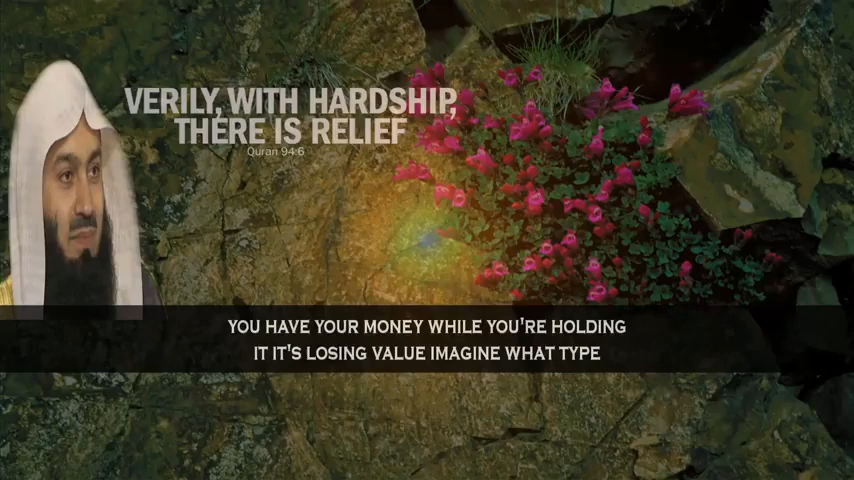 VERILY, WITH HARDSHIP,
THERE IS RELIEF
Quran 94:6
YOU HAVE YOUR MONEY WHILE YOU'RE HOLDING
IT IT'S LOSING VALUE IMAGINE WHAT TYPE